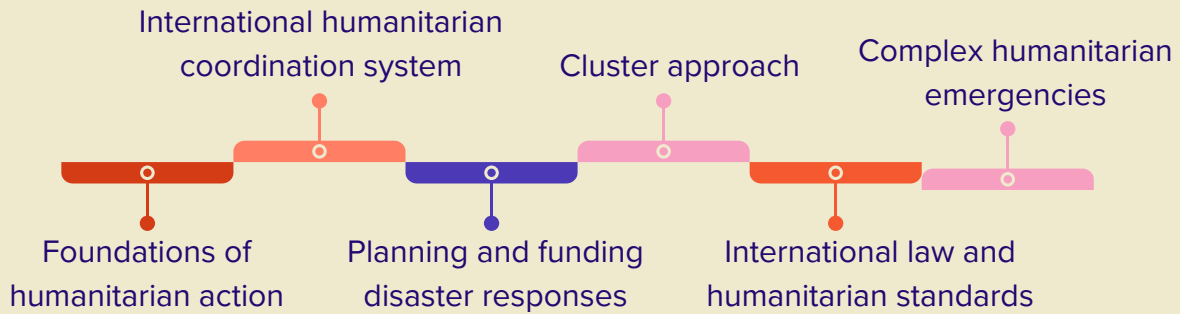 International humanitarian
coordination system
Cluster approach
Complex humanitarian
emergencies
Foundations of
humanitarian action
Planning and funding
disaster responses
International law and
humanitarian standards